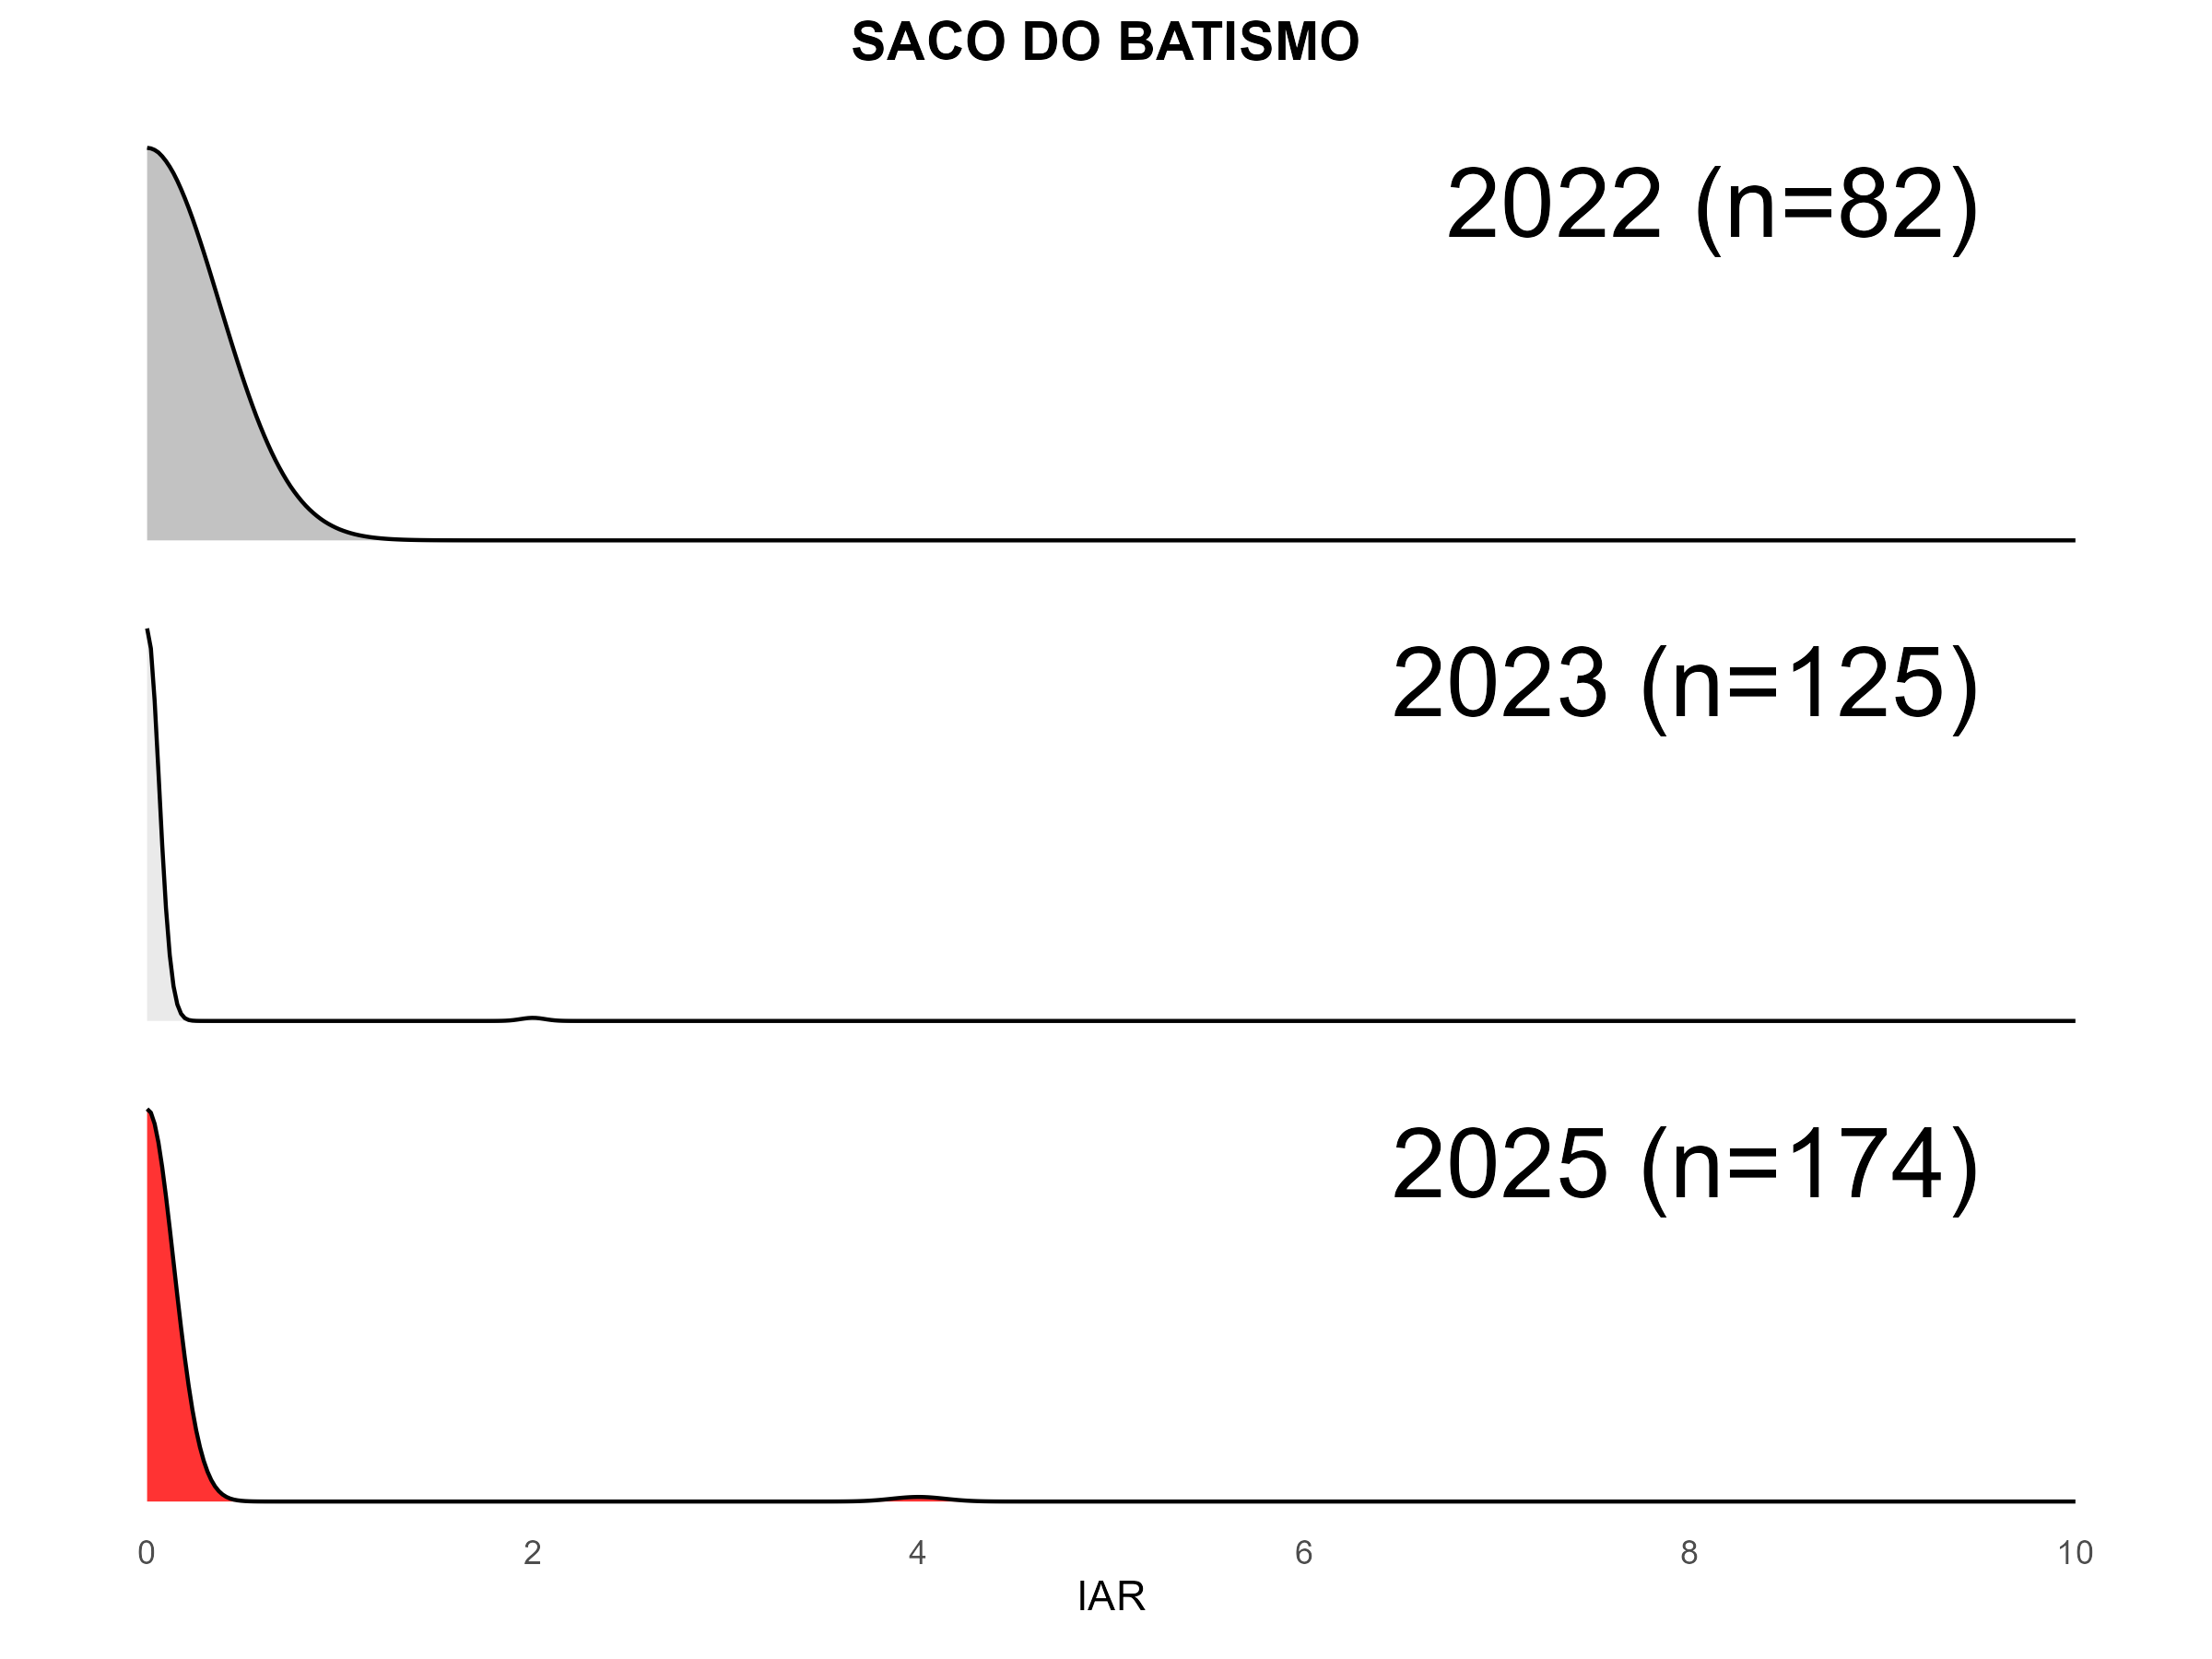 SACO DO BATISMO
2022 (n=82)
2023 (n=125)
2025 (n=174)
0 2 4 6 8 10
IAR